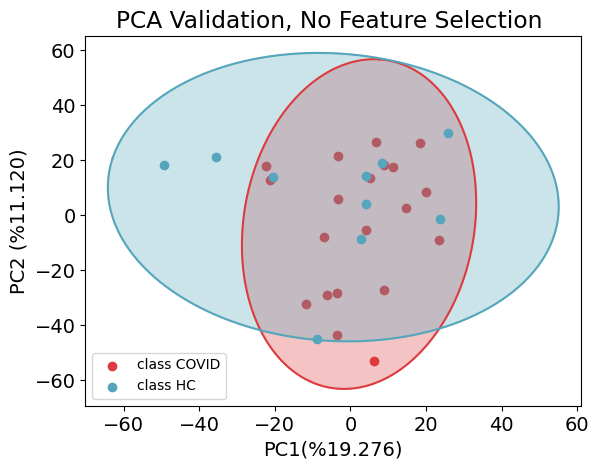 PCA Validation, No Feature Selection
60
40
20
0
−20
−40
−60
PC2 (%11.120)
class COVID
class HC
−60 −40 −20 0 20 40 60
PC1(%19.276)